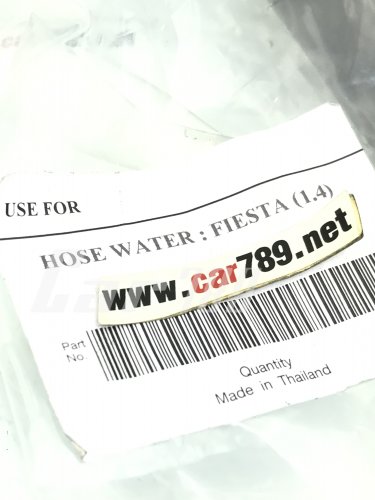 USE FOR
HOSE WATER : FIESTA (1.4)
www.car789.net
Part
No.
Quantity
Made in Thailand